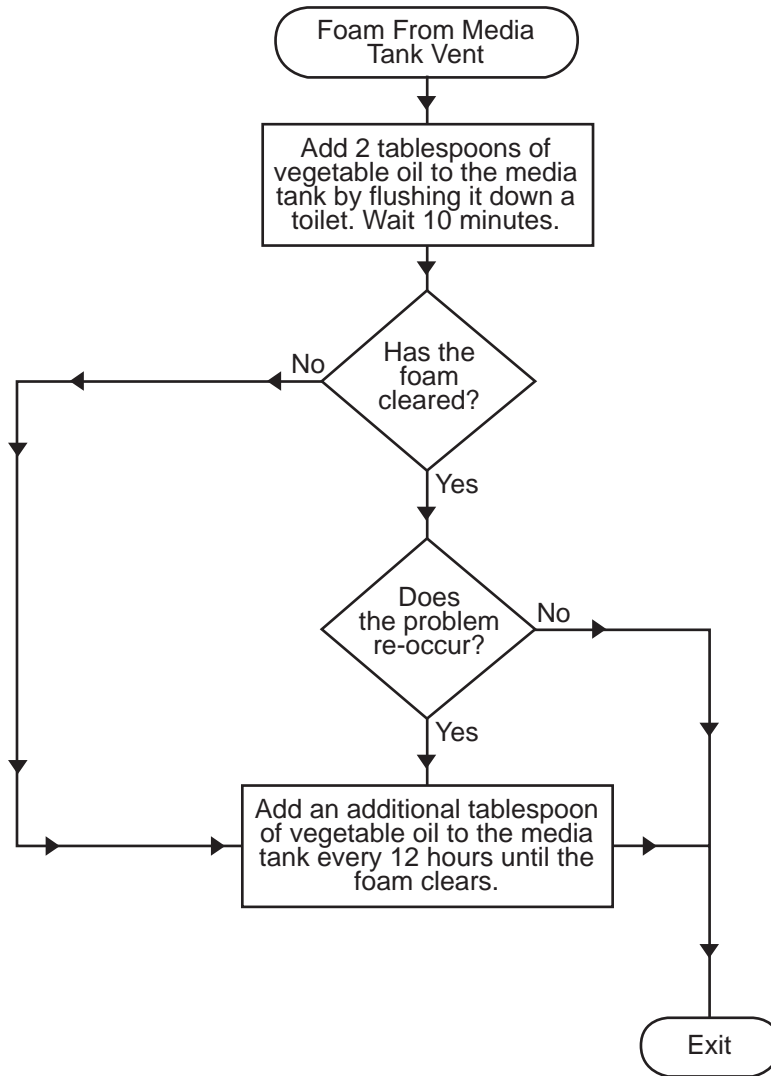 Foam From Media
Tank Vent
Add 2 tablespoons of
vegetable oil to the media
tank by flushing it down a
toilet. Wait 10 minutes.
Has the
foam
cleared?
No
Yes
Does
the problem
re-occur?
No
Yes
Add an additional tablespoon
of vegetable oil to the media
tank every 12 hours until the
foam clears.
Exit